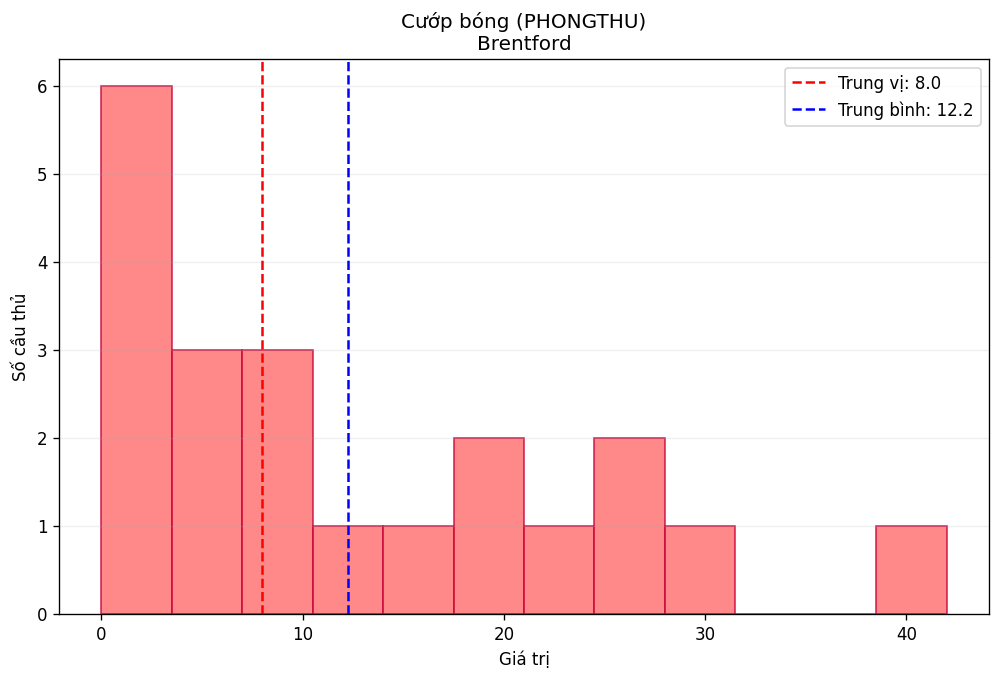 Cướp bóng (PHONGTHU)
Brentford
Trung vị: 8.0
Trung bình: 12.2
6
5
4
3
2
1
0
Số cầu thủ
0 10 20 30 40
Giá trị